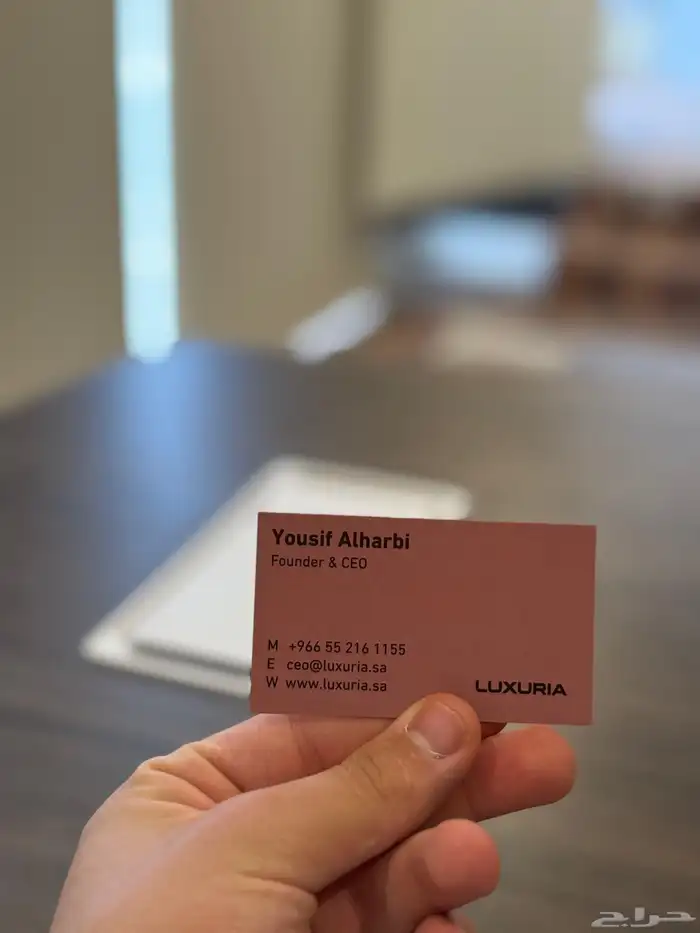 Yousif Alharbi
Founder & CEO
M +966 55 216 1155
E ceo@luxuria.sa
W www.luxuria.sa
LUXURIA
حراج